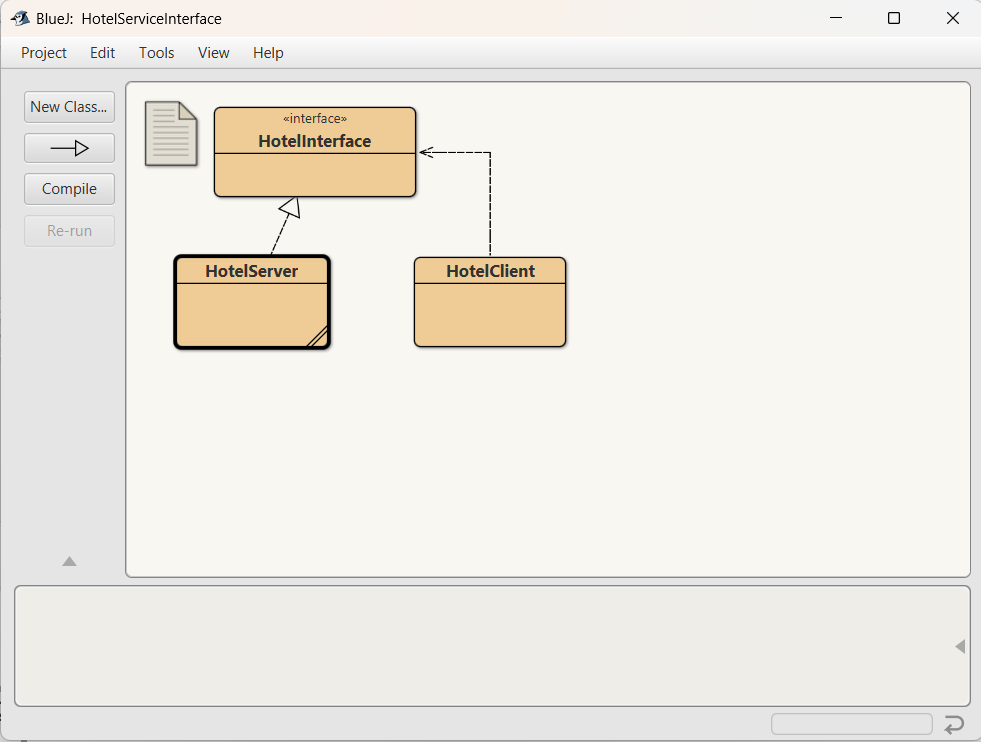 BlueJ: HotelServiceInterface
Project Edit Tools View Help
New Class...
Compile
Re-run
«interface»
HotelInterface
HotelServer
HotelClient